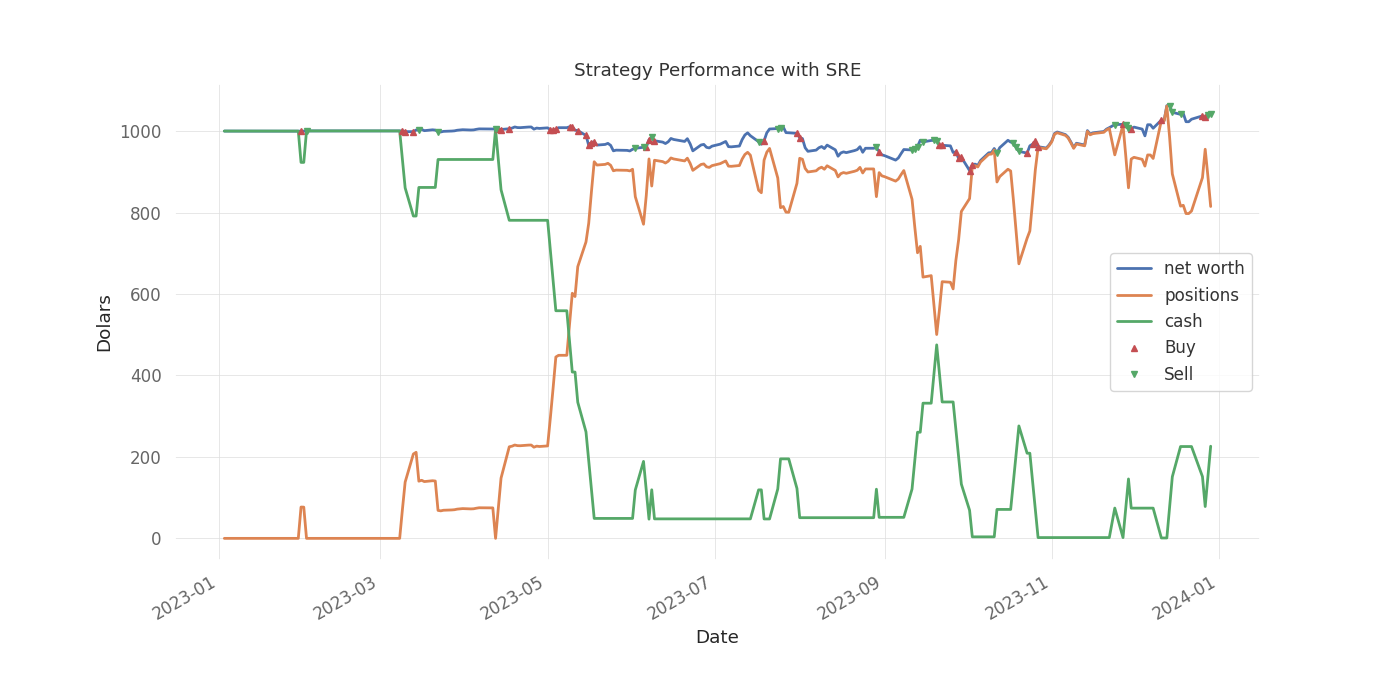 Strategy Performance with SRE
Dolars
1000
800
600
400
200
0
net worth
positions
cash
Buy
Sell
2023-01
2023-03
2023-05
2023-07
2023-09
2023-11
2024-01
Date